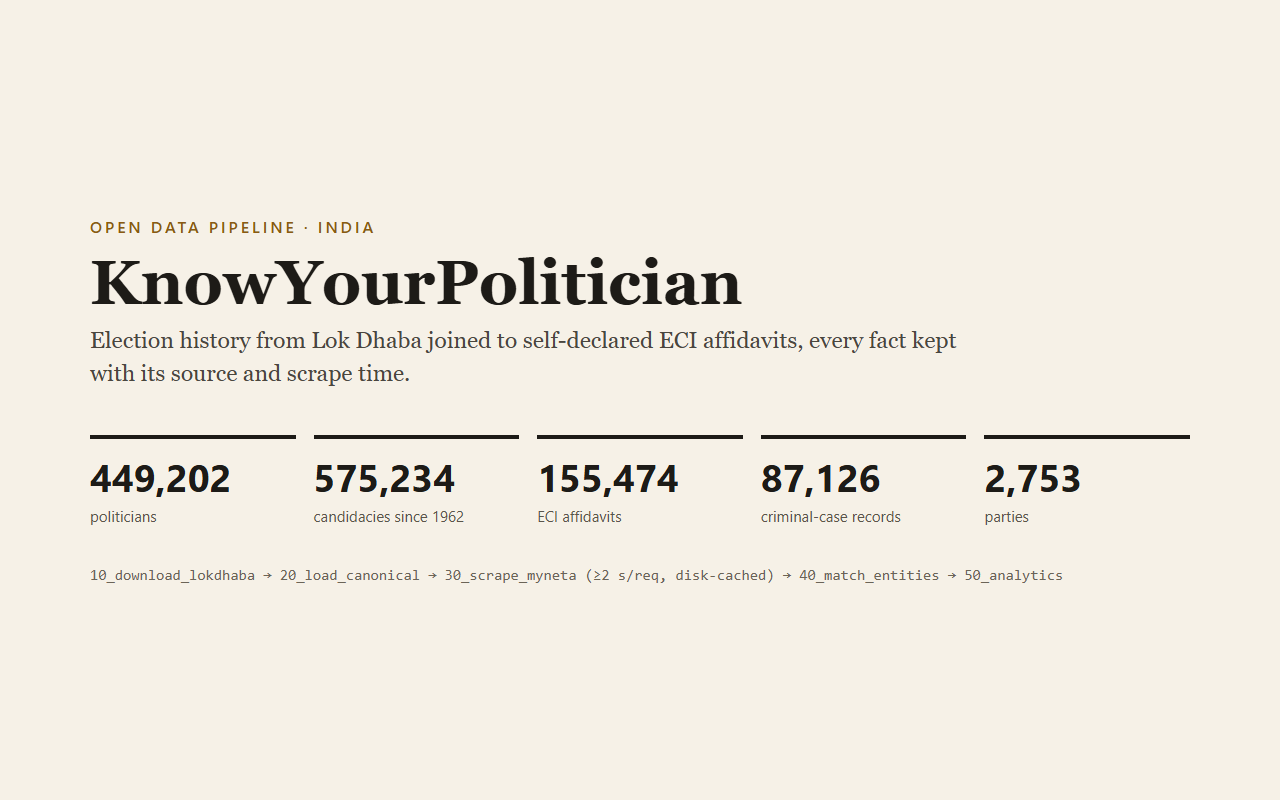 OPEN DATA PIPELINE · INDIA
KnowYourPolitician
Election history from Lok Dhaba joined to self-declared ECI affidavits, every fact kept
with its source and scrape time.
449,202
politicians
575,234
candidacies since 1962
155,474
ECI affidavits
87,126
criminal-case records
2,753
parties
10_download_lokdhaba → 20_load_canonical → 30_scrape_myneta (≥2 s/req, disk-cached) → 40_match_entities → 50_analytics